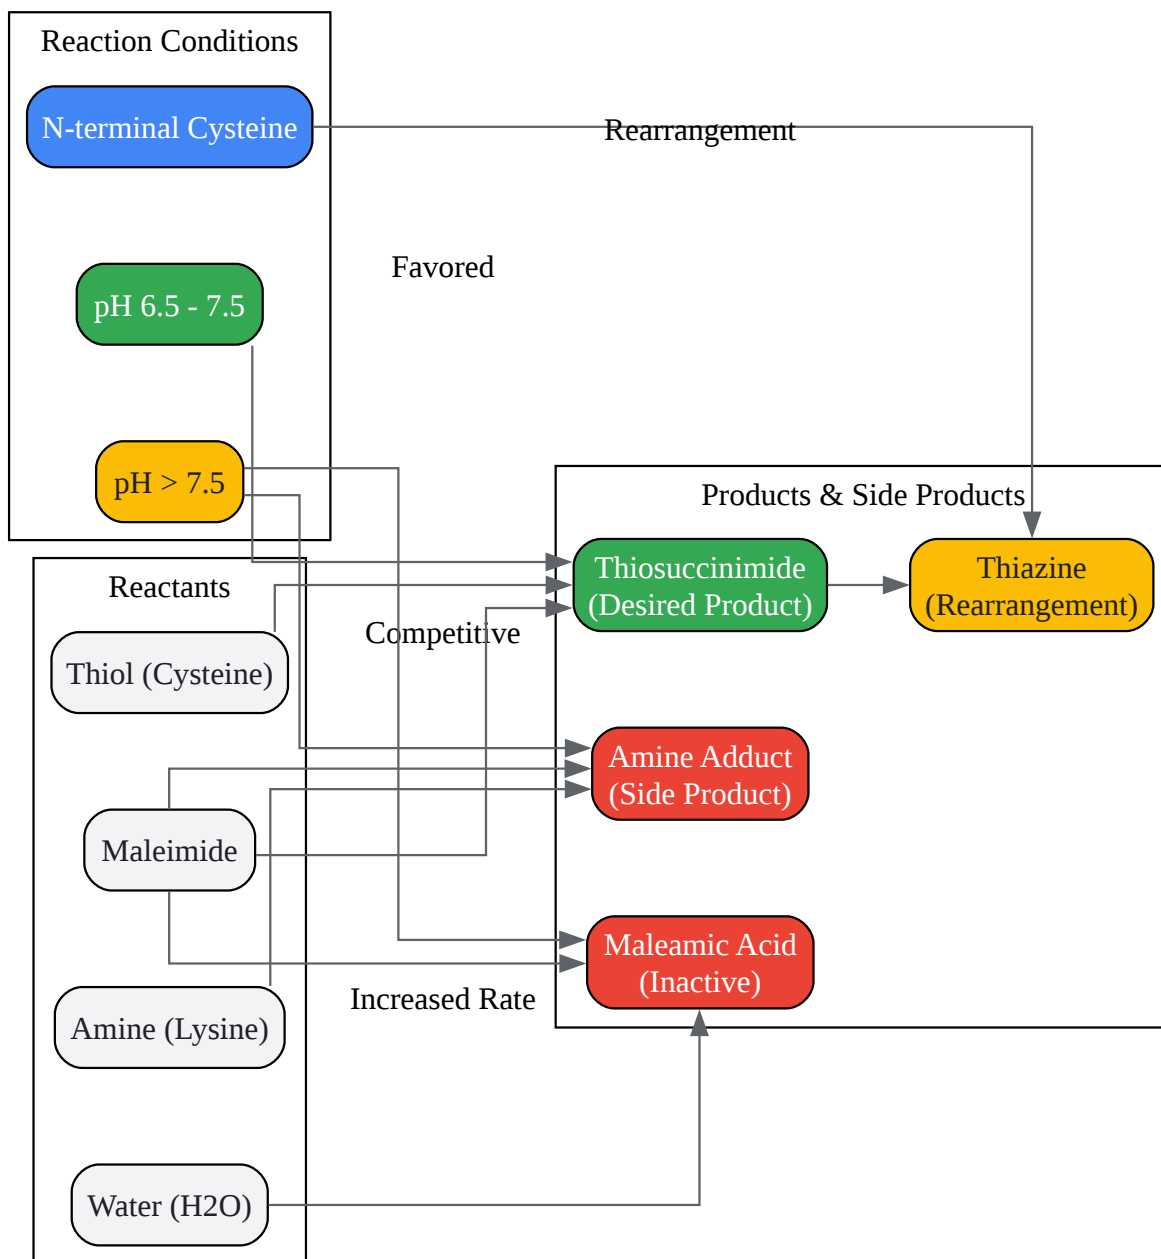 Reaction Conditions
N-terminal Cysteine
Rearrangement
pH 6.5 - 7.5
Favored
pH > 7.5
Products & Side Products
Reactants
Thiosuccinimide
(Desired Product)
Thiazine
(Rearrangement)
Competitive
Thiol (Cysteine)
Amine Adduct
(Side Product)
Maleimide
Maleamic Acid
(Inactive)
Increased Rate
Amine (Lysine)
Water (H2O)